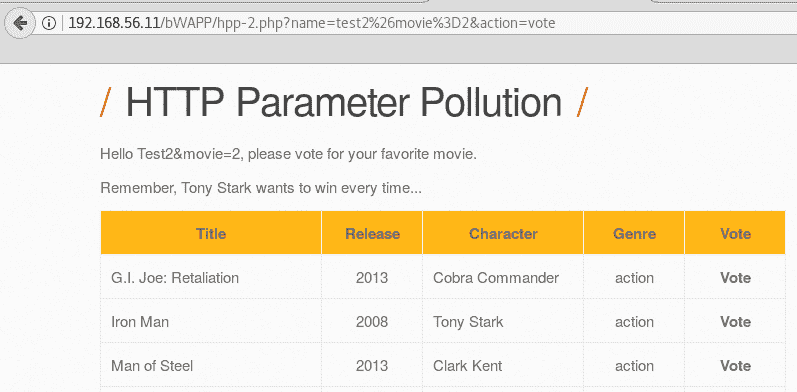 192.168.56.11/bWAPP/hpp-2.php?name=test2%26movie%3D2&action=vote
/ HTTP Parameter Pollution /
Hello Test2&movie=2, please vote for your favorite movie.
Remember, Tony Stark wants to win every time...
Title Release Character Genre Vote
G.I. Joe: Retaliation 2013 Cobra Commander action Vote
Iron Man 2008 Tony Stark action Vote
Man of Steel 2013 Clark Kent action Vote